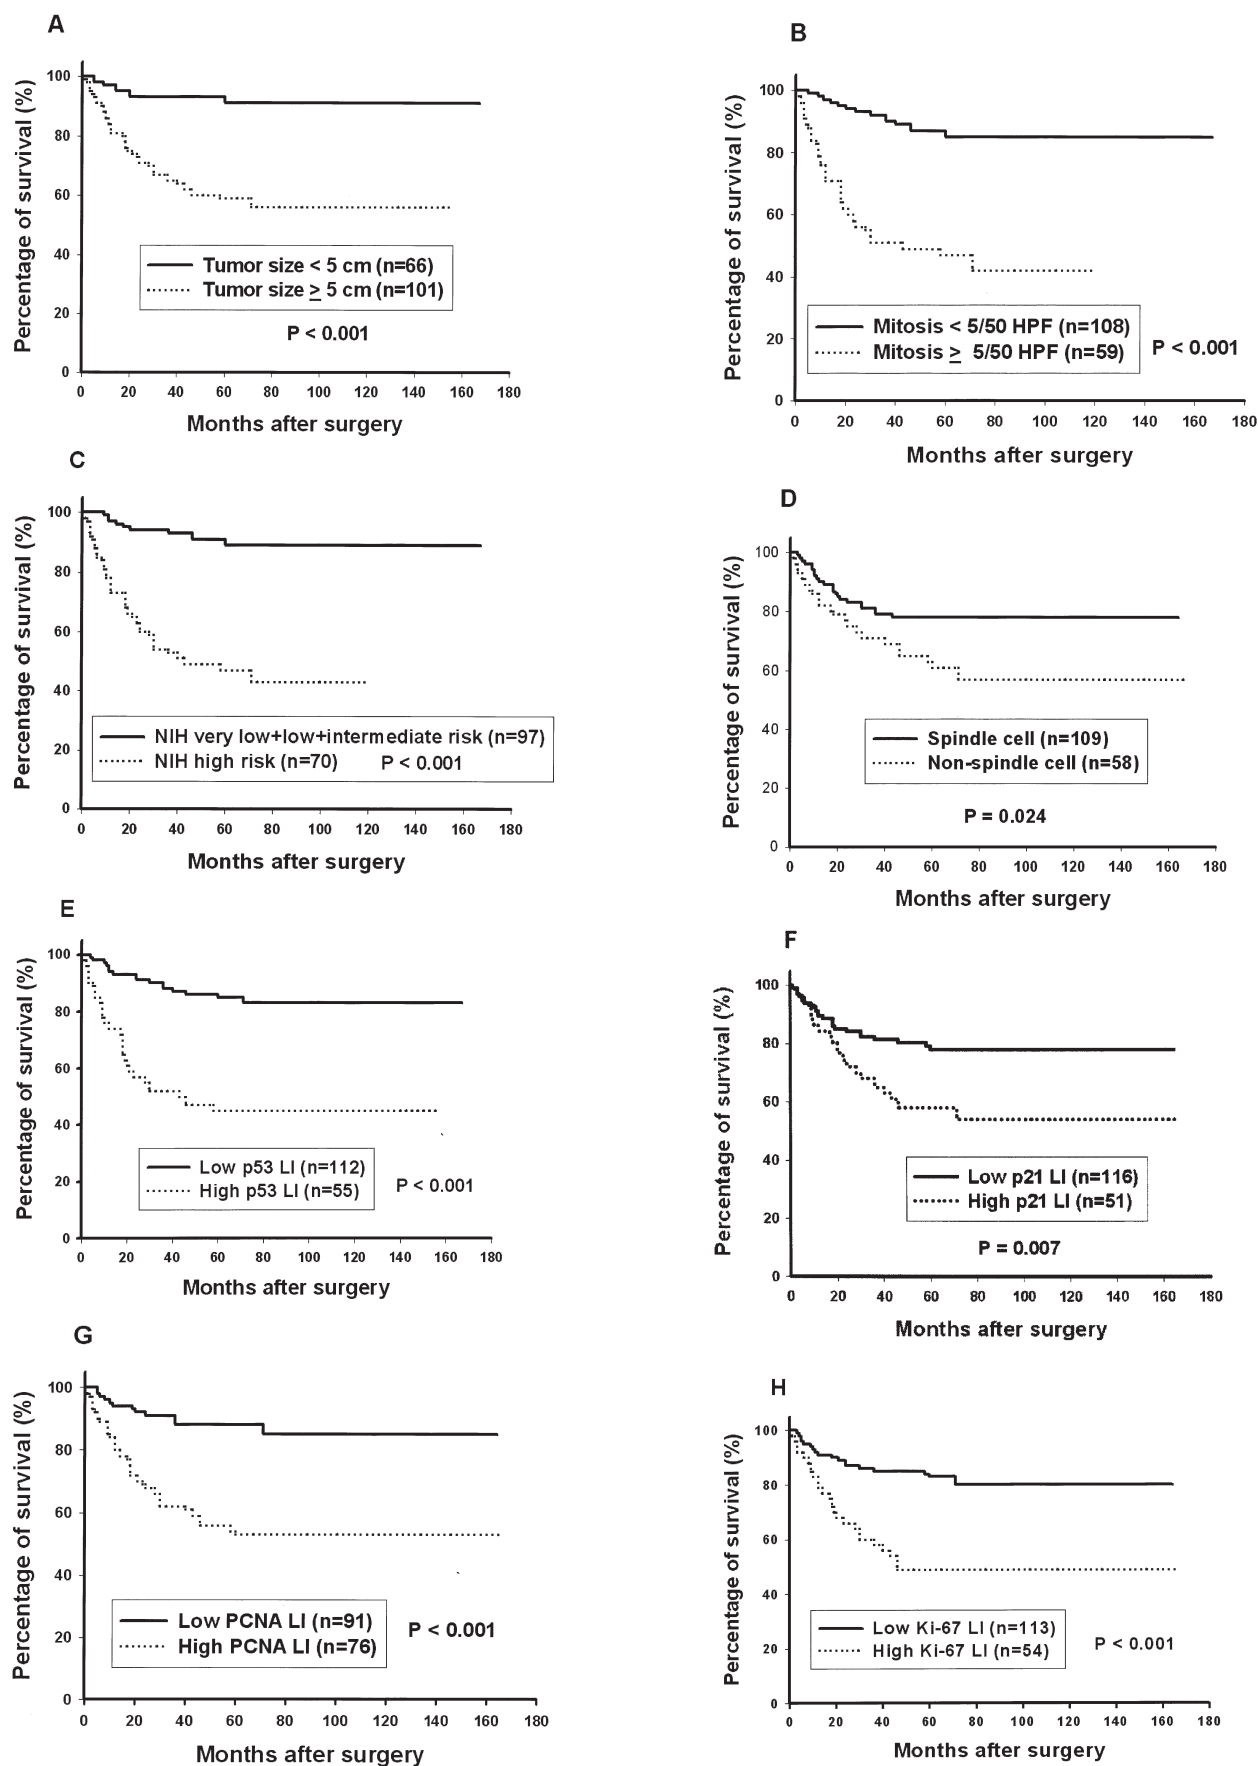 A
Percentage of survival (%)
100
80
60
40
20
0
Tumor size < 5 cm (n=66)
Tumor size ≥ 5 cm (n=101)
P < 0.001
0 20 40 60 80 100 120 140 160 180
Months after surgery
B
Percentage of survival (%)
100
80
60
40
20
0
Mitosis < 5/50 HPF (n=108)
Mitosis ≥ 5/50 HPF (n=59)
P < 0.001
0 20 40 60 80 100 120 140 160 180
Months after surgery
C
Percentage of survival (%)
100
80
60
40
20
0
NIH very low+low+intermediate risk (n=97)
NIH high risk (n=70) P < 0.001
0 20 40 60 80 100 120 140 160 180
Months after surgery
D
Percentage of survival (%)
100
80
60
40
20
0
Spindle cell (n=109)
Non-spindle cell (n=58)
P = 0.024
0 20 40 60 80 100 120 140 160 180
Months after surgery
E
Percentage of survival (%)
100
80
60
40
20
0
Low p53 LI (n=112)
High p53 LI (n=55)
P < 0.001
0 20 40 60 80 100 120 140 160 180
Months after surgery
F
Percentage of survival (%)
100
80
60
40
20
0
Low p21 LI (n=116)
High p21 LI (n=51)
P = 0.007
0 20 40 60 80 100 120 140 160 180
Months after surgery
G
Percentage of survival (%)
100
80
60
40
20
0
Low PCNA LI (n=91)
High PCNA LI (n=76)
P < 0.001
0 20 40 60 80 100 120 140 160 180
Months after surgery
H
Percentage of survival (%)
100
80
60
40
20
0
Low Ki-67 LI (n=113)
High Ki-67 LI (n=54)
P < 0.001
0 20 40 60 80 100 120 140 160 180
Months after surgery